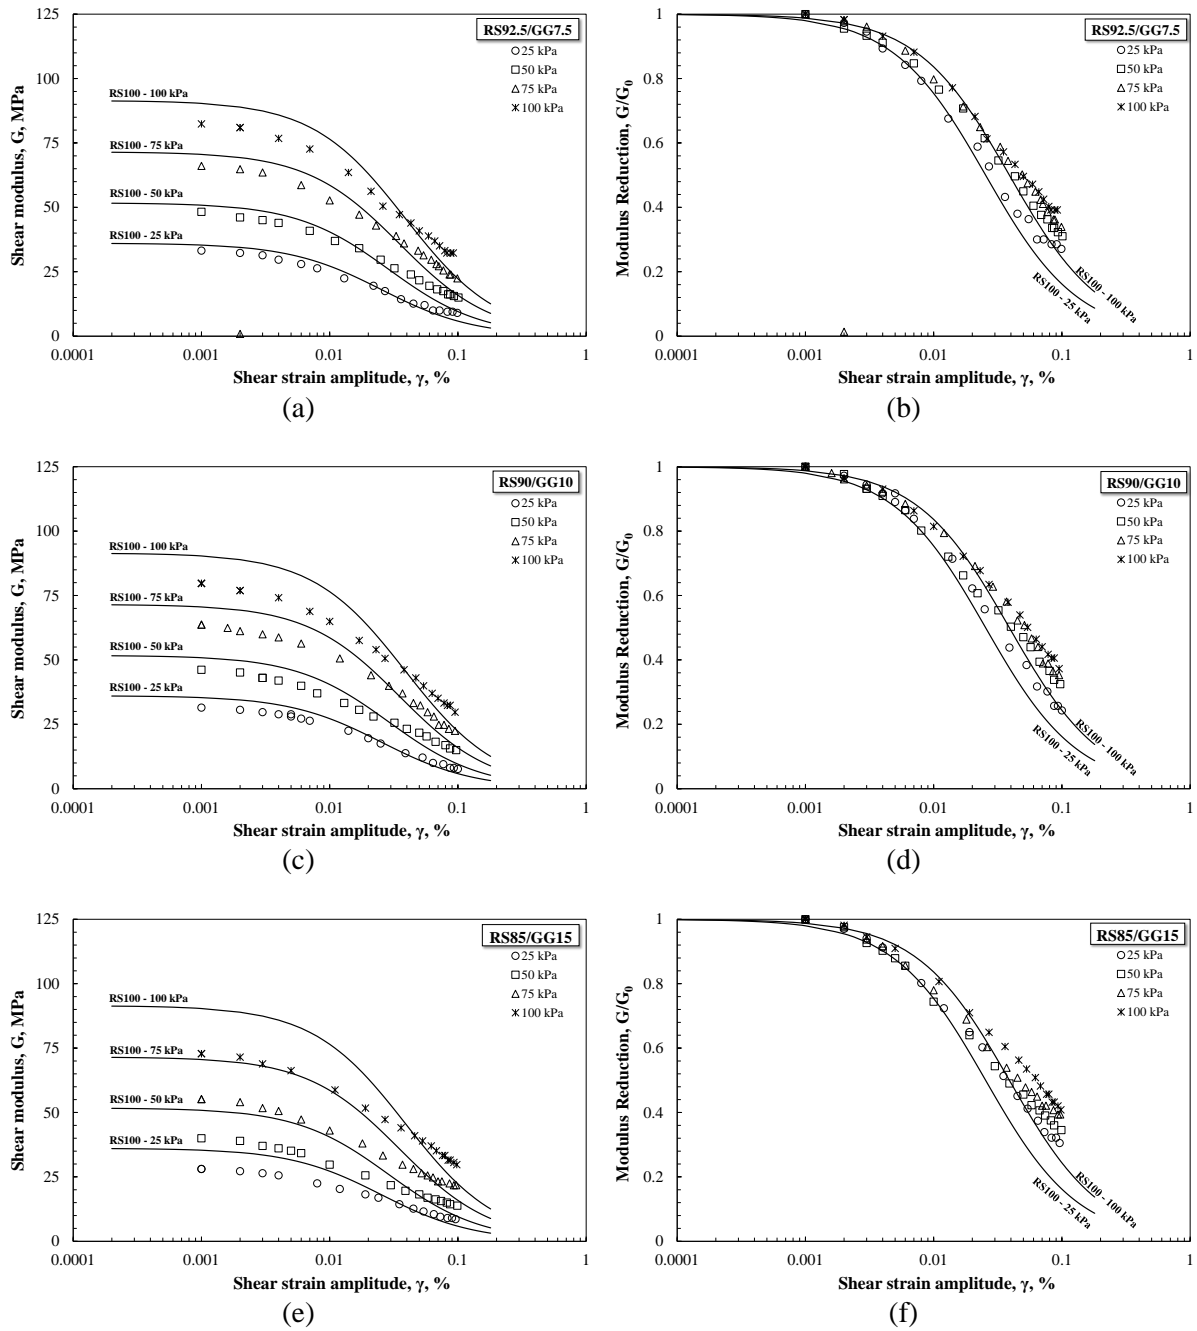 RS92.5/GG7.5
25 kPa
50 kPa
75 kPa
100 kPa
RS100 - 100 kPa
RS100 - 75 kPa
RS100 - 50 kPa
RS100 - 25 kPa
125
100
75
50
25
0
0.0001 0.001 0.01 0.1 1
Shear modulus, G, MPa
Shear strain amplitude, γ, %
(a)
RS92.5/GG7.5
25 kPa
50 kPa
75 kPa
100 kPa
RS100 - 100 kPa
RS100 - 25 kPa
1
0.8
0.6
0.4
0.2
0
0.0001 0.001 0.01 0.1 1
Modulus Reduction, G/G₀
Shear strain amplitude, γ, %
(b)
RS90/GG10
25 kPa
50 kPa
75 kPa
100 kPa
RS100 - 100 kPa
RS100 - 75 kPa
RS100 - 50 kPa
RS100 - 25 kPa
125
100
75
50
25
0
0.0001 0.001 0.01 0.1 1
Shear modulus, G, MPa
Shear strain amplitude, γ, %
(c)
RS90/GG10
25 kPa
50 kPa
75 kPa
100 kPa
RS100 - 100 kPa
RS100 - 25 kPa
1
0.8
0.6
0.4
0.2
0
0.0001 0.001 0.01 0.1 1
Modulus Reduction, G/G₀
Shear strain amplitude, γ, %
(d)
RS85/GG15
25 kPa
50 kPa
75 kPa
100 kPa
RS100 - 100 kPa
RS100 - 75 kPa
RS100 - 50 kPa
RS100 - 25 kPa
125
100
75
50
25
0
0.0001 0.001 0.01 0.1 1
Shear modulus, G, MPa
Shear strain amplitude, γ, %
(e)
RS85/GG15
25 kPa
50 kPa
75 kPa
100 kPa
RS100 - 100 kPa
RS100 - 25 kPa
1
0.8
0.6
0.4
0.2
0
0.0001 0.001 0.01 0.1 1
Modulus Reduction, G/G₀
Shear strain amplitude, γ, %
(f)